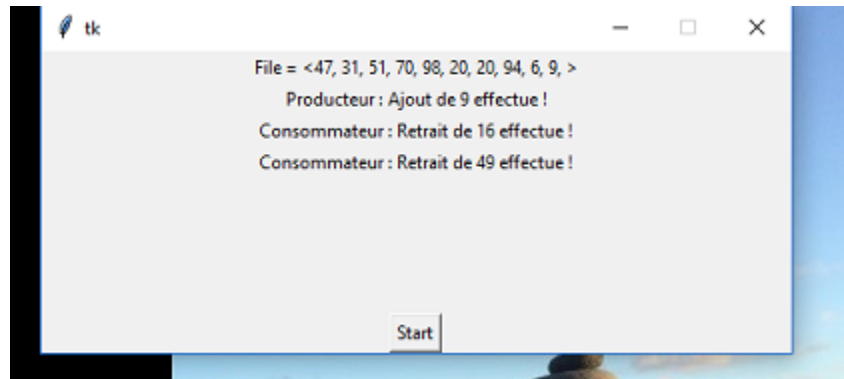 tk
File = <47, 31, 51, 70, 98, 20, 20, 94, 6, 9, >
Producteur : Ajout de 9 effectue !
Consommateur : Retrait de 16 effectue !
Consommateur : Retrait de 49 effectue !
Start